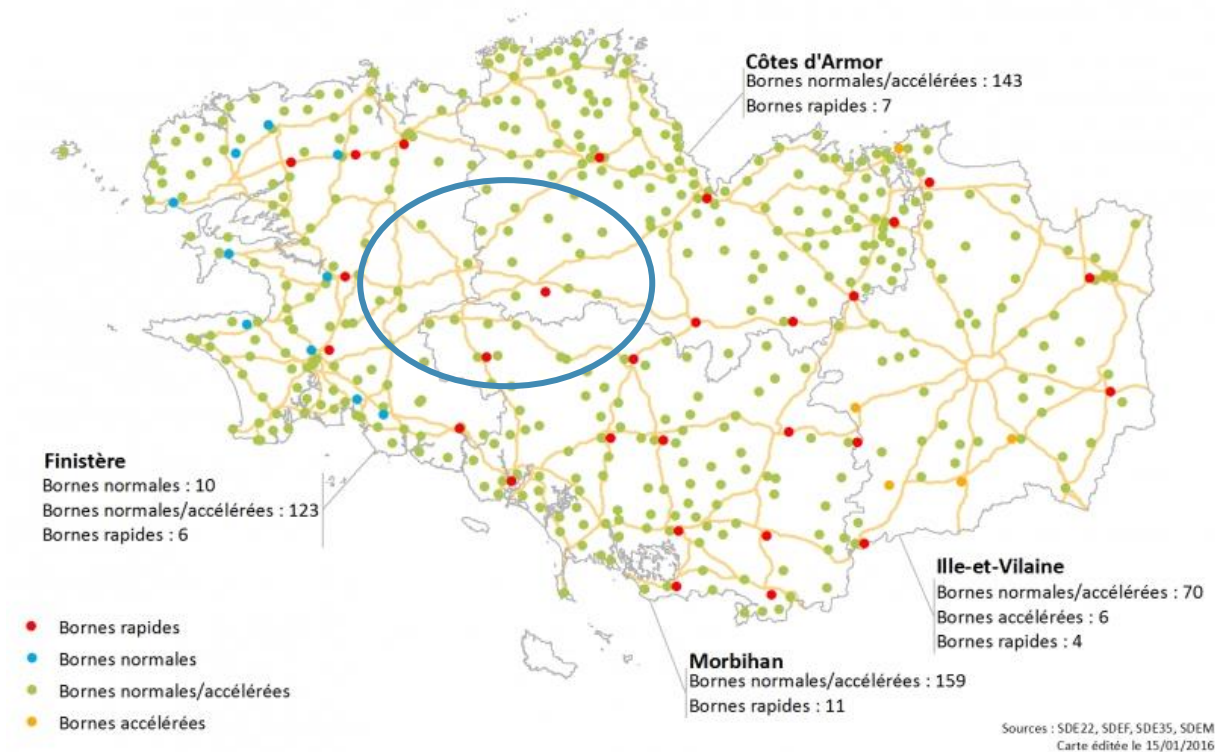 Côtes d'Armor
Bornes normales/accélérées : 143
Bornes rapides : 7
Finistère
Bornes normales : 10
Bornes normales/accélérées : 123
Bornes rapides : 6
Ille-et-Vilaine
Bornes normales/accélérées : 70
Bornes accélérées : 6
Bornes rapides : 4
Morbihan
Bornes normales/accélérées : 159
Bornes rapides : 11
Bornes rapides
Bornes normales
Bornes normales/accélérées
Bornes accélérées
Sources : SDE22, SDEF, SDE35, SDEM
Carte éditée le 15/01/2016